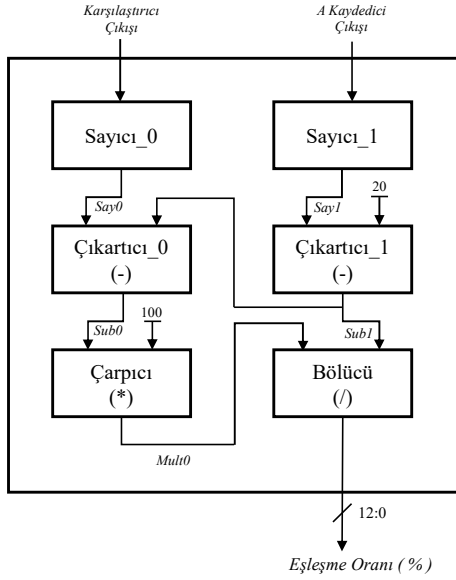 Karşılaştırıcı
Çıkışı
A Kaydedici
Çıkışı
Sayıcı_0
Sayıcı_1
Say0
Say1
20
Çıkartıcı_0
(-)
Çıkartıcı_1
(-)
Sub0
100
Sub1
Çarpıcı
(*)
Bölücü
(/)
Mult0
12:0
Eşleşme Oranı ( % )